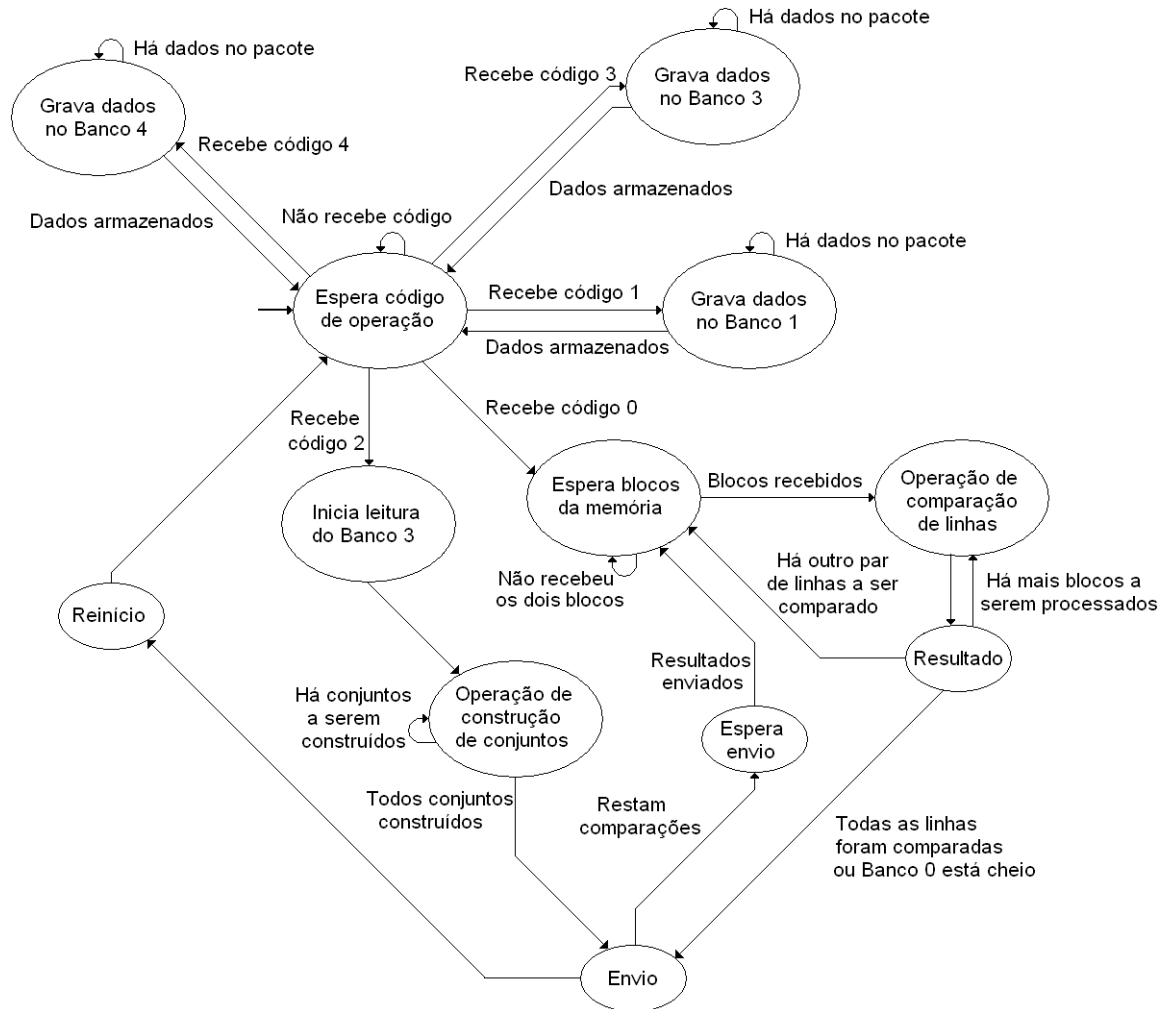 Há dados no pacote
Há dados no pacote
Recebe código 3
Grava dados
no Banco 3
Grava dados
no Banco 4
Recebe código 4
Dados armazenados
Dados armazenados
Não recebe código
Há dados no pacote
Espera código
de operação
Recebe código 1
Grava dados
no Banco 1
Dados armazenados
Recebe
código 2
Recebe código 0
Espera blocos
da memória
Blocos recebidos
Operação de
comparação
de linhas
Inicia leitura
do Banco 3
Não recebeu
os dois blocos
Há outro par
de linhas a ser
comparado
Há mais blocos a
serem processados
Reinício
Resultado
Resultados
enviados
Há conjuntos
a serem
construídos
Operação de
construção
de conjuntos
Espera
envio
Todos conjuntos
construídos
Restam
comparações
Todas as linhas
foram comparadas
ou Banco 0 está cheio
Envio